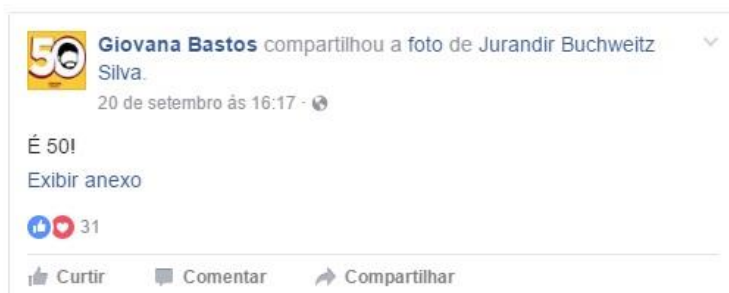 50
Giovana Bastos compartilhou a foto de Jurandir Buchweitz
Silva.
20 de setembro ás 16:17 ·
É 50!
Exibir anexo
31
Curtir Comentar Compartilhar